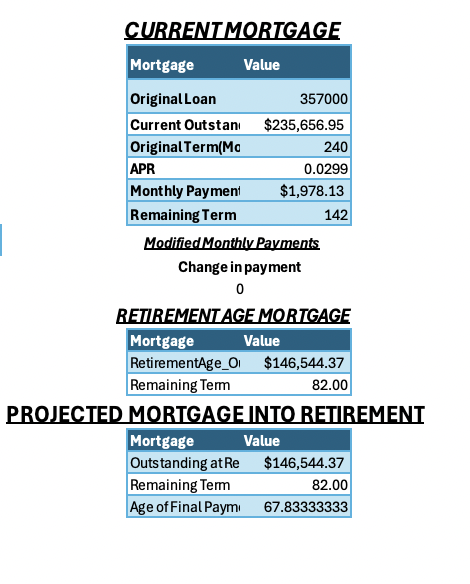 CURRENT MORTGAGE
Mortgage Value
Original Loan 357000
Current Outstan $235,656.95
Original Term(Mo 240
APR 0.0299
Monthly Payment $1,978.13
Remaining Term 142
Modified Monthly Payments
Change in payment
0
RETIREMENT AGE MORTGAGE
Mortgage Value
RetirementAge_O $146,544.37
Remaining Term 82.00
PROJECTED MORTGAGE INTO RETIREMENT
Mortgage Value
Outstanding at Re $146,544.37
Remaining Term 82.00
Age of Final Paym 67.83333333